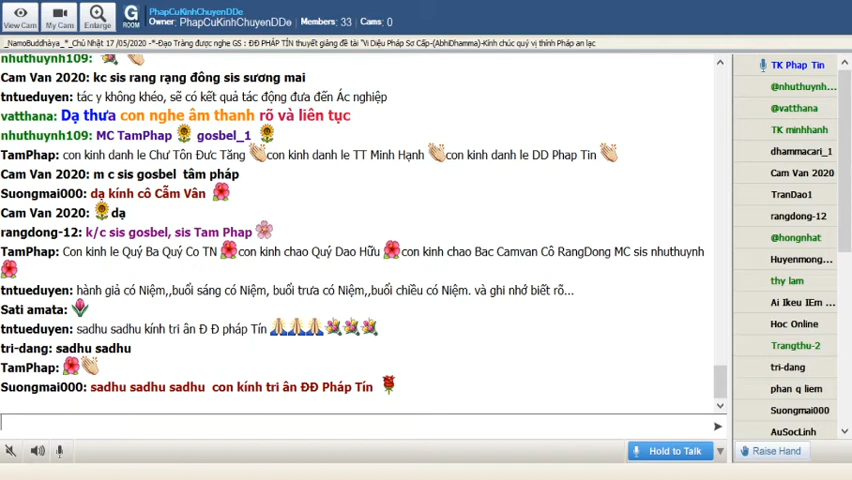 View Cam
My Cam
Enlarge
G
ROOM
PhapCuKinhChuyenDDe
Owner: PhapCuKinhChuyenDDe / Members: 33 / Cams: 0
_NamoBuddhàya_*_Chủ Nhật 17 /05/2020 -*-Đạo Tràng được nghe GS : ĐĐ PHÁP TÍN thuyết giảng đề tài "Vi Diệu Pháp Sơ Cấp-(AbhiDhamma)-Kính chúc quý vị thính Pháp an lạc
nhuthuynh109:
Cam Van 2020: kc sis rang rạng đông sis sương mai
tntueduyen: tác y không khéo, sẽ có kết quả tác động đưa đến Ác nghiệp
vatthana: Dạ thưa con nghe âm thanh rõ và liên tục
nhuthuynh109: MC TamPhap gosbel_1
TamPhap: con kinh danh le Chư Tôn Đưc Tăng con kinh danh le TT Minh Hạnh con kinh danh le DD Phap Tin
Cam Van 2020: m c sis gosbel tâm pháp
Suongmai000: dạ kính cô Cẩm Vân
Cam Van 2020: dạ
rangdong-12: k/c sis gosbel, sis Tam Phap
TamPhap: Con kinh le Quý Ba Quý Co TN con kinh chao Quý Dao Hữu con kinh chao Bac Camvan Cô RangDong MC sis nhuthuynh
tntueduyen: hành giả có Niệm,,buổi sáng có Niệm, buổi trưa có Niệm,,buổi chiều có Niệm. và ghi nhớ biết rõ...
Sati amata:
tntueduyen: sadhu sadhu kính tri ân Đ Đ pháp Tín
tri-dang: sadhu sadhu
TamPhap:
Suongmai000: sadhu sadhu sadhu con kính tri ân ĐĐ Pháp Tín
Hold to Talk
TK Phap Tin
@nhuthuynh...
@vatthana
TK minhhanh
dhammacari_1
Cam Van 2020
TranDao1
rangdong-12
@hongnhat
Huyenmong...
thy lam
Ai Ikeu IEm ...
Hoc Online
Trangthu-2
tri-dang
phan q liem
Suongmai000
AuSocLinh
Raise Hand